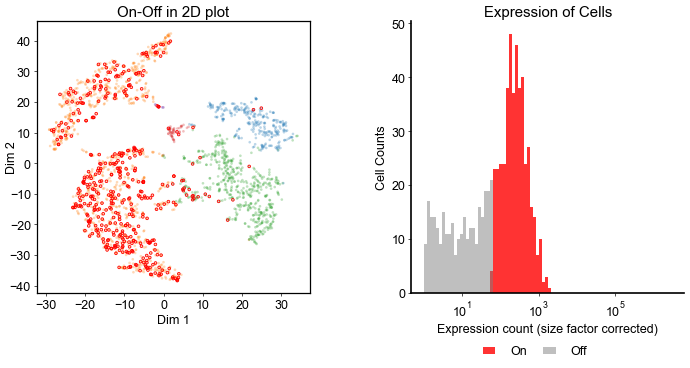 On-Off in 2D plot
Dim 2
40
30
20
10
0
−10
−20
−30
−40
−30 −20 −10 0 10 20 30
Dim 1
Expression of Cells
Cell Counts
50
40
30
20
10
0
10^1 10^3 10^5
Expression count (size factor corrected)
On Off